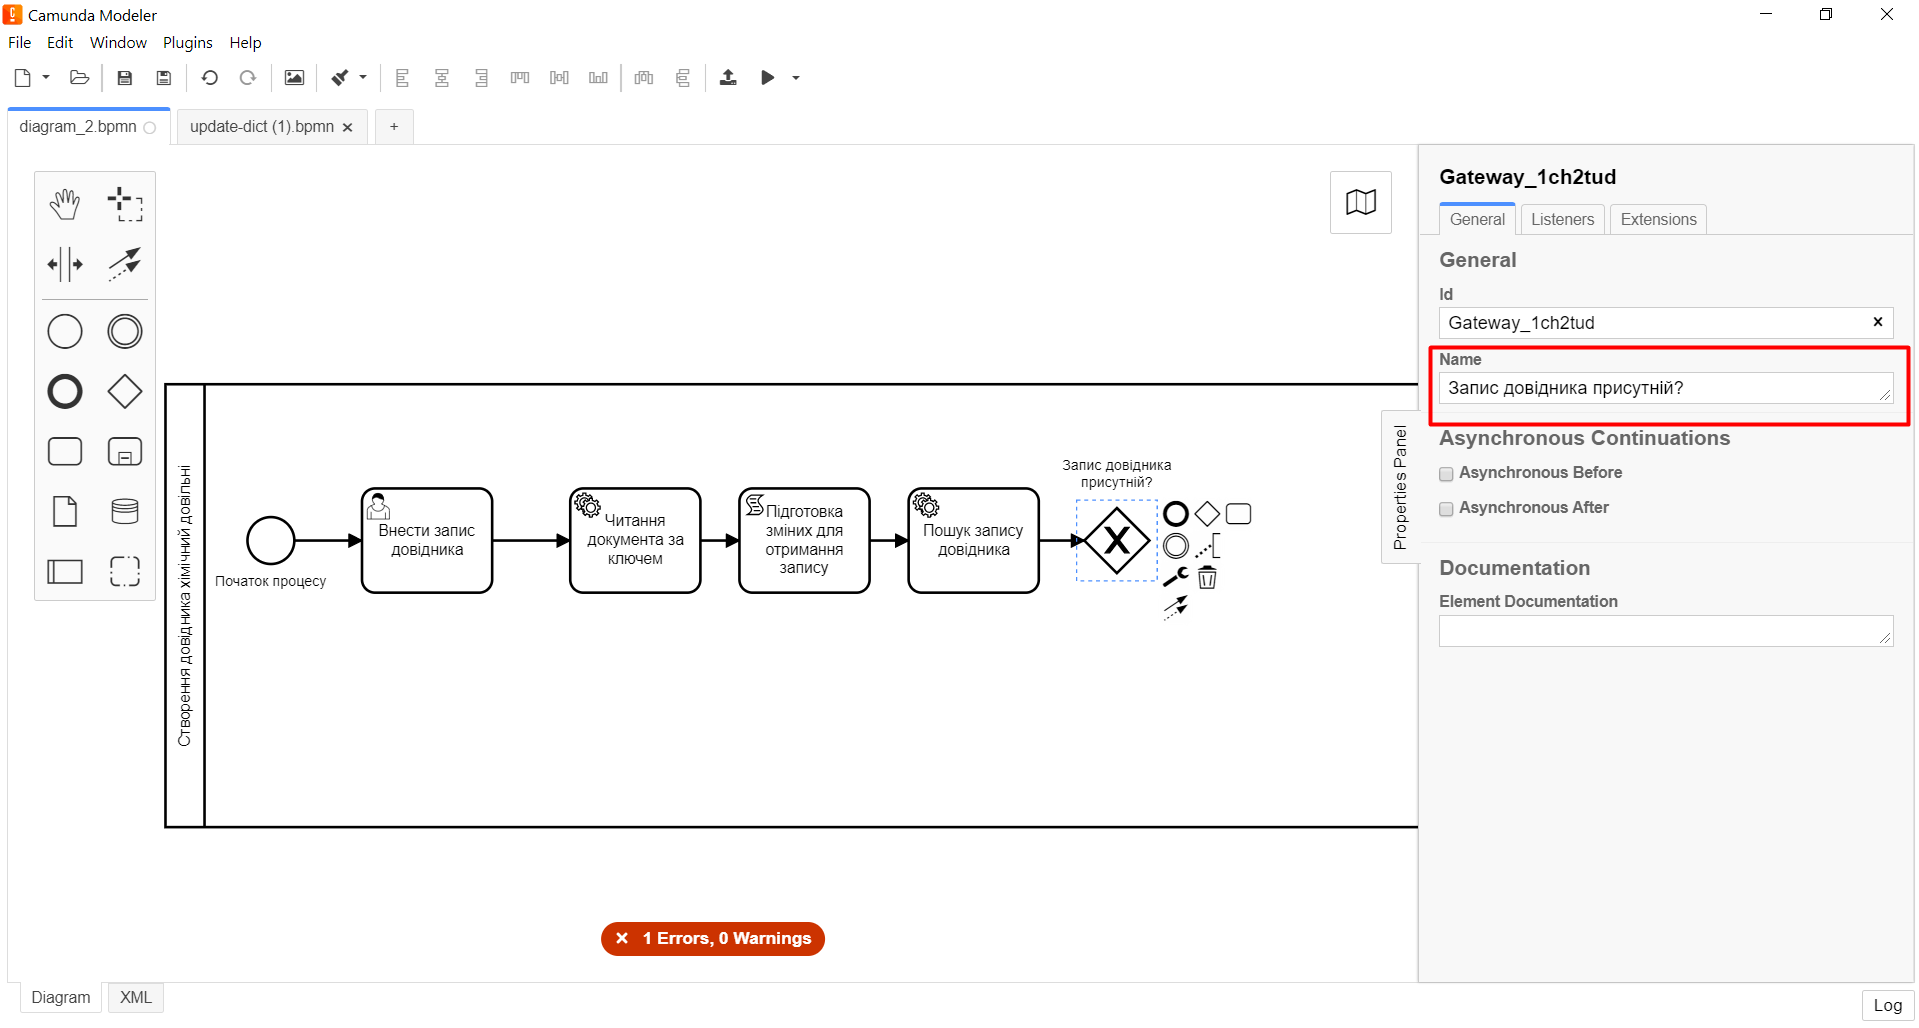 Camunda Modeler
File Edit Window Plugins Help
diagram_2.bpmn
update-dict (1).bpmn
+
Створення довідника хімічний довільні
Початок процесу
Внести запис
довідника
Читання
документа за
ключем
Підготовка
зміних для
отримання
запису
Пошук запису
довідника
Запис довідника
присутній?
1 Errors, 0 Warnings
Properties Panel
Gateway_1ch2tud
General Listeners Extensions
General
Id
Gateway_1ch2tud
Name
Запис довідника присутній?
Asynchronous Continuations
Asynchronous Before
Asynchronous After
Documentation
Element Documentation
Diagram XML
Log